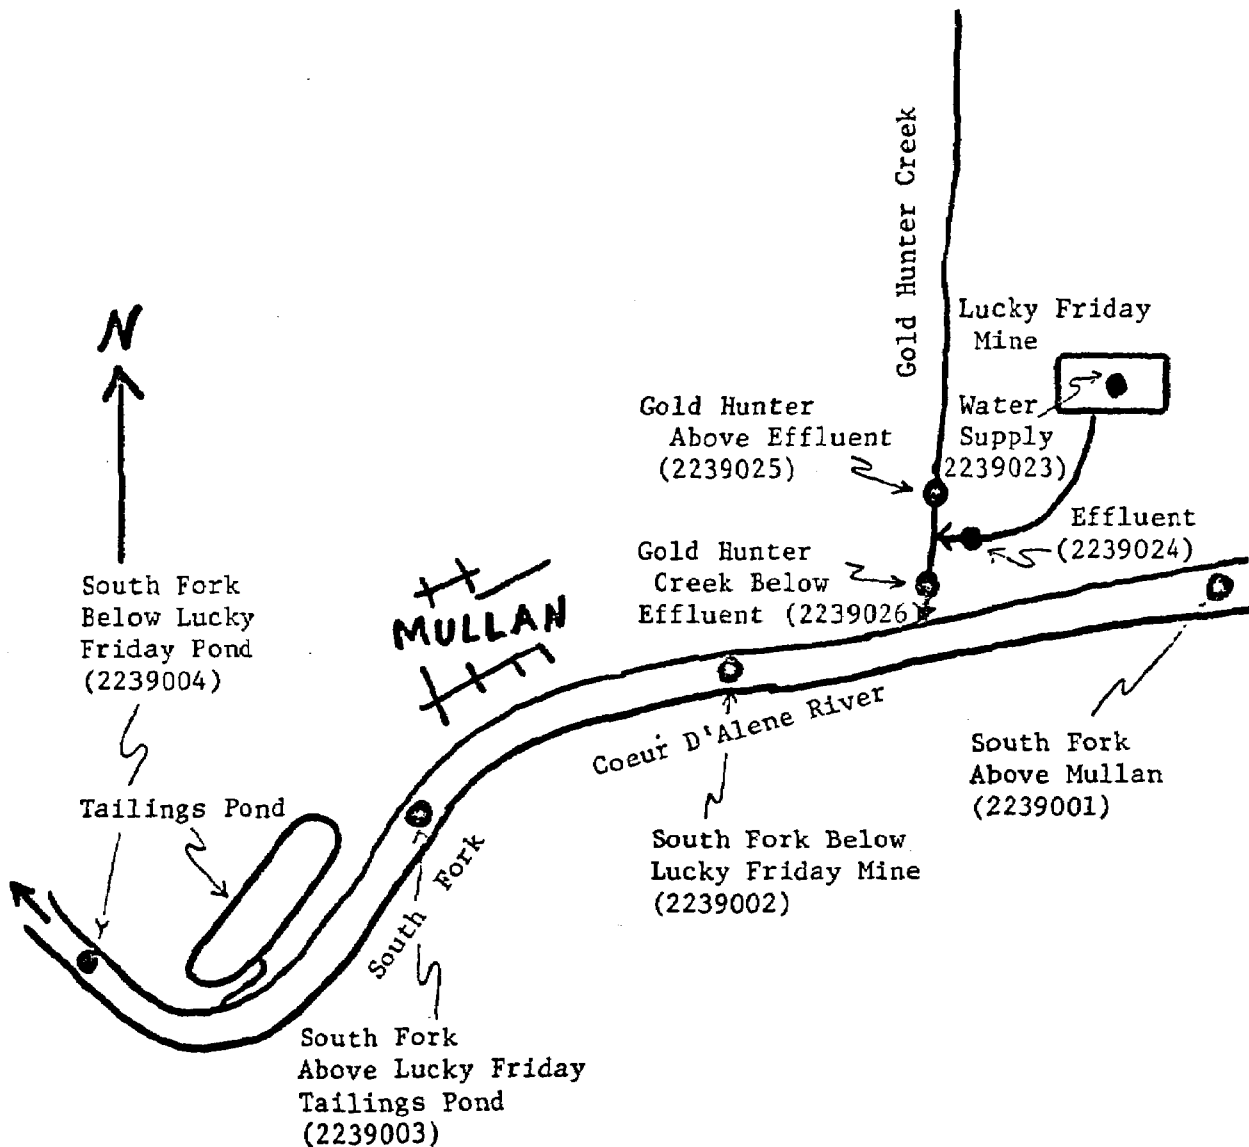 Gold Hunter Creek
Lucky Friday
Mine
N
Gold Hunter
Above Effluent
(2239025)
Water
Supply
2239023)
Effluent
(2239024)
Gold Hunter
Creek Below
Effluent (2239026)
South Fork
Below Lucky
Friday Pond
(2239004)
MULLAN
Coeur D'Alene River
South Fork
Above Mullan
(2239001)
Tailings Pond
South Fork
South Fork Below
Lucky Friday Mine
(2239002)
South Fork
Above Lucky Friday
Tailings Pond
(2239003)